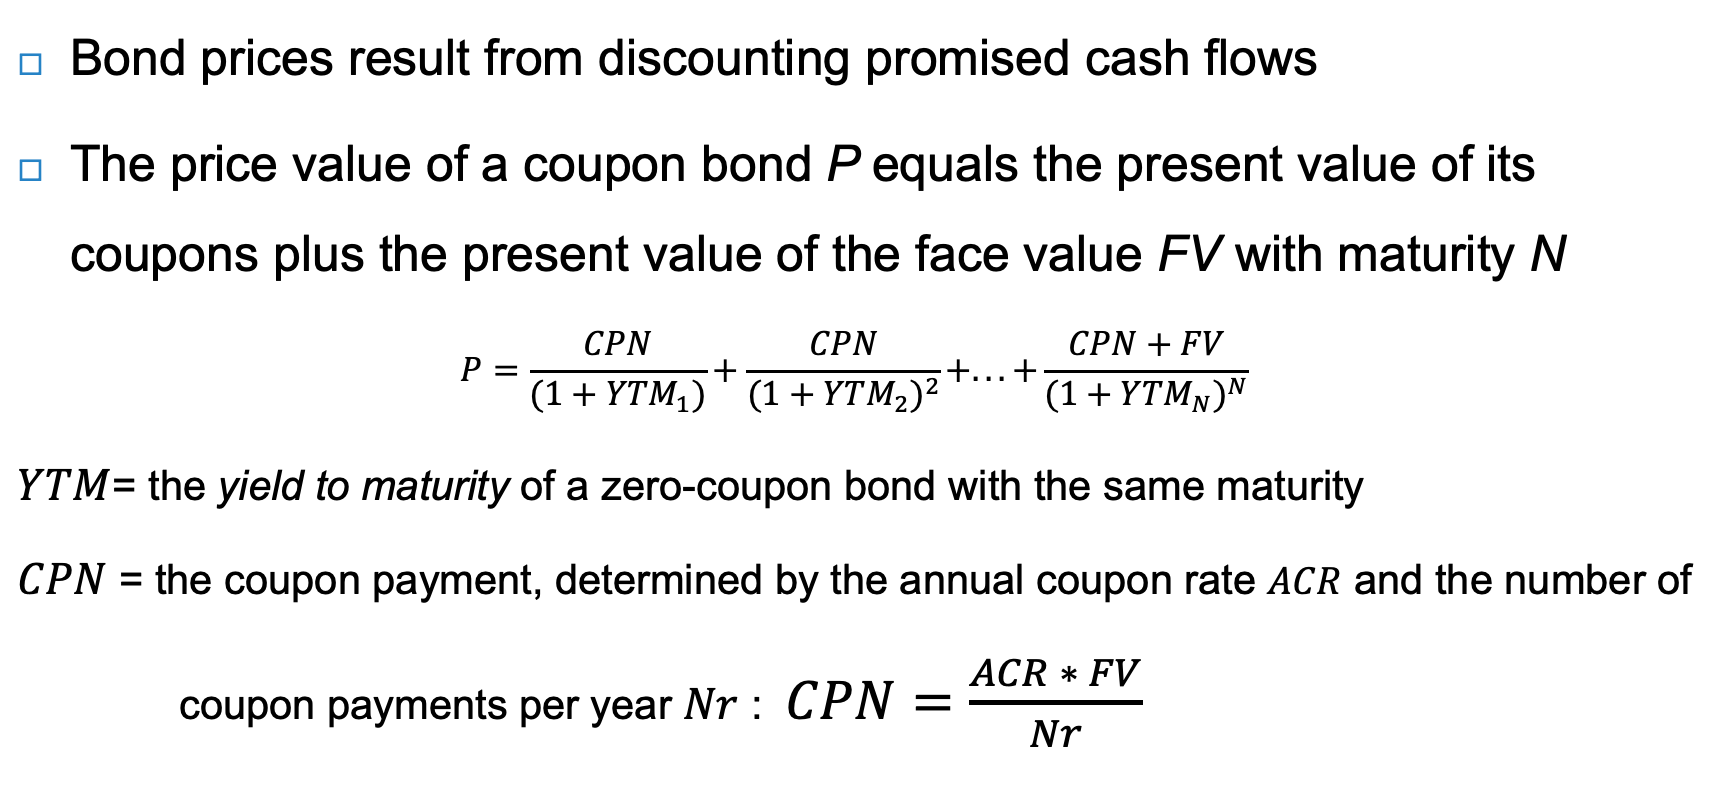 Bond prices result from discounting promised cash flows
The price value of a coupon bond P equals the present value of its
coupons plus the present value of the face value FV with maturity N
P = CPN/(1 + YTM₁) + CPN/(1 + YTM₂)² +...+ (CPN + FV)/(1 + YTM_N)^N
YTM= the yield to maturity of a zero-coupon bond with the same maturity
CPN = the coupon payment, determined by the annual coupon rate ACR and the number of
coupon payments per year Nr : CPN = (ACR * FV)/Nr